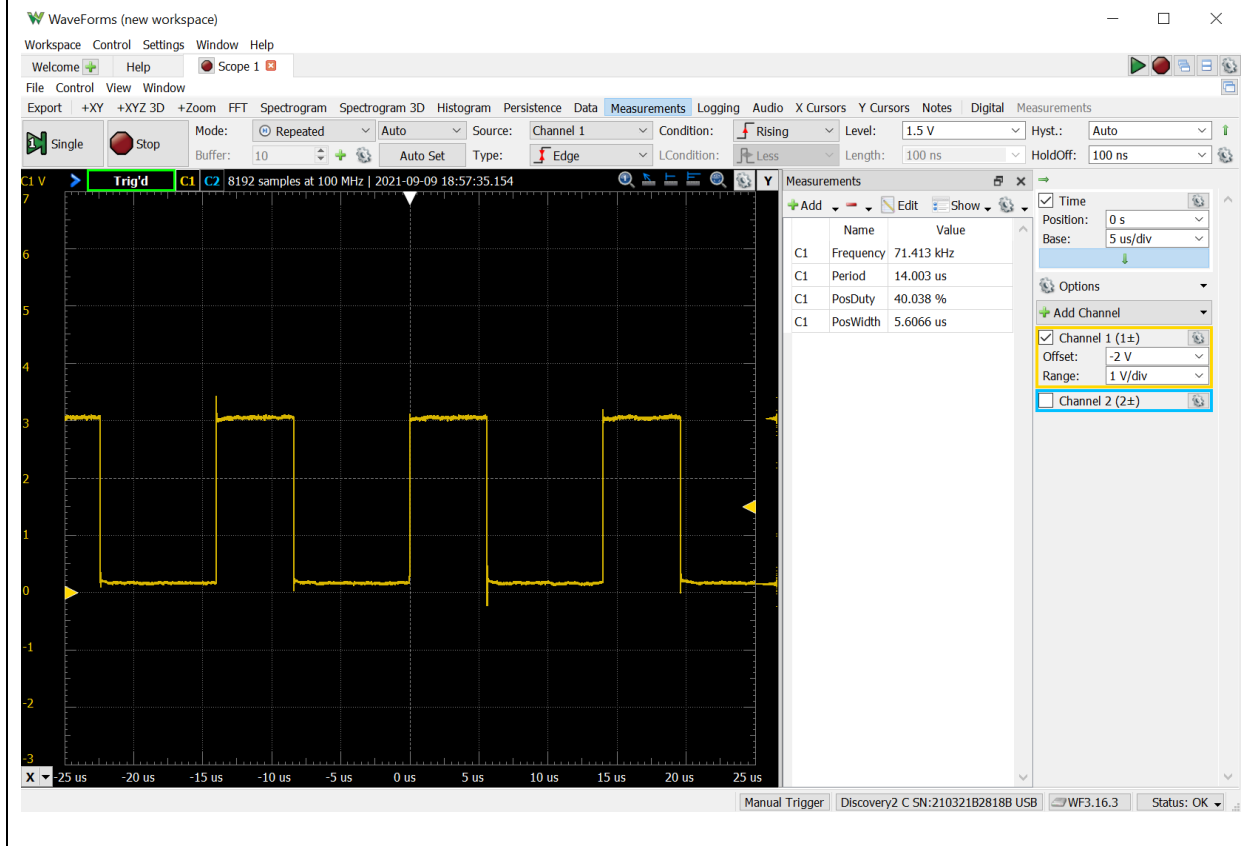 WaveForms (new workspace)
Workspace Control Settings Window Help
Welcome Help Scope 1
File Control View Window
Export +XY +XYZ 3D +Zoom FFT Spectrogram Spectrogram 3D Histogram Persistence Data Measurements Logging Audio X Cursors Y Cursors Notes Digital Measurements
Single Stop Mode: Repeated Auto Source: Channel 1 Condition: Rising Level: 1.5 V Hyst.: Auto
Buffer: 10 Auto Set Type: Edge LCondition: Less Length: 100 ns HoldOff: 100 ns
C1 V Trig'd C1 C2 8192 samples at 100 MHz | 2021-09-09 18:57:35.154 Y
7
6
5
4
3
2
1
0
-1
-2
-3
X -25 us -20 us -15 us -10 us -5 us 0 us 5 us 10 us 15 us 20 us 25 us
Measurements
Add Edit Show
Name Value
C1 Frequency 71.413 kHz
C1 Period 14.003 us
C1 PosDuty 40.038 %
C1 PosWidth 5.6066 us
Time
Position: 0 s
Base: 5 us/div
Options
Add Channel
Channel 1 (1±)
Offset: -2 V
Range: 1 V/div
Channel 2 (2±)
Manual Trigger Discovery2 C SN:210321B2818B USB WF3.16.3 Status: OK